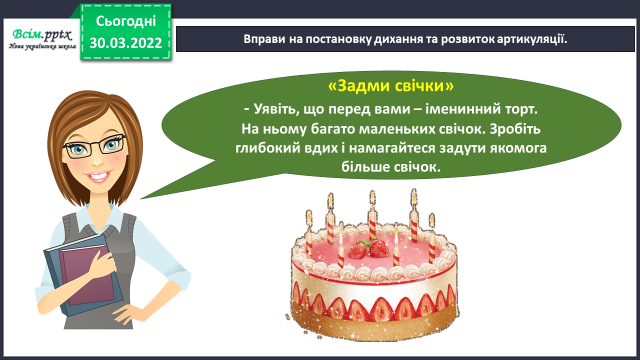 Всім.pptx
Нова українська школа
Сьогодні
30.03.2022
Вправи на постановку дихання та розвиток артикуляції.
«Задми свічки»
- Уявіть, що перед вами – іменинний торт.
На ньому багато маленьких свічок. Зробіть
глибокий вдих і намагайтеся задути якомога
більше свічок.